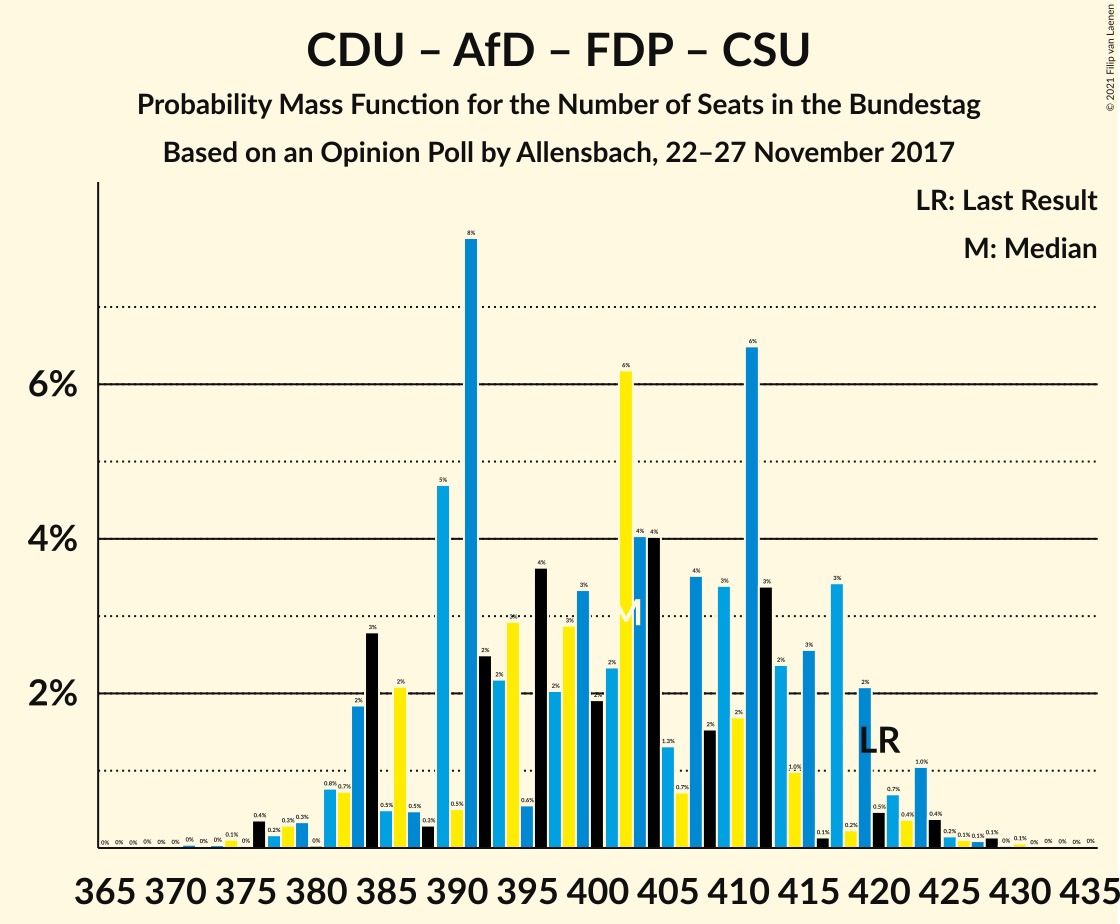 CDU – AfD – FDP – CSU
Probability Mass Function for the Number of Seats in the Bundestag
Based on an Opinion Poll by Allensbach, 22–27 November 2017
© 2021 Filip van Laenen
LR: Last Result
M: Median
6%
4%
2%
0% 0% 0% 0% 0% 0% 0% 0% 0% 0.1% 0% 0.4% 0.2% 0.3% 0.3% 0% 0.8% 0.7% 2% 3% 0.5% 2% 0.5% 0.3% 5% 0.5% 8% 2% 2% 3% 0.6% 4% 2% 3% 3% 2% 2% 6% 4% 4% 1.3% 0.7% 4% 2% 3% 2% 6% 3% 2% 1.0% 3% 0.1% 3% 0.2% 2% 0.5% 0.7% 0.4% 1.0% 0.4% 0.2% 0.1% 0.1% 0.1% 0% 0.1% 0% 0% 0% 0% 0%
M
LR
365 370 375 380 385 390 395 400 405 410 415 420 425 430 435